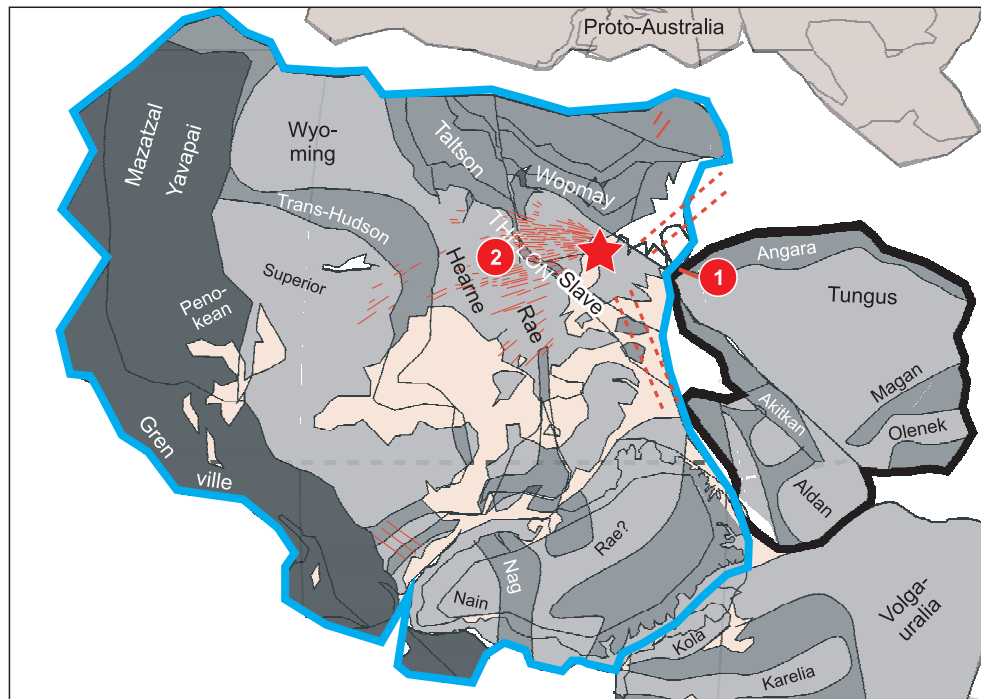 Proto-Australia
Mazatzal
Yavapai
Wyo-
ming
Taltson
Wopmay
Trans-Hudson
THELON
2
1
Angara
Tungus
Superior
Hearne
Slave
Rae
Peno-
kean
Magan
Akitkan
Olenek
Gren
ville
Aldan
Rae?
Nag
Nain
Kola
Karelia
Volga-
uralia